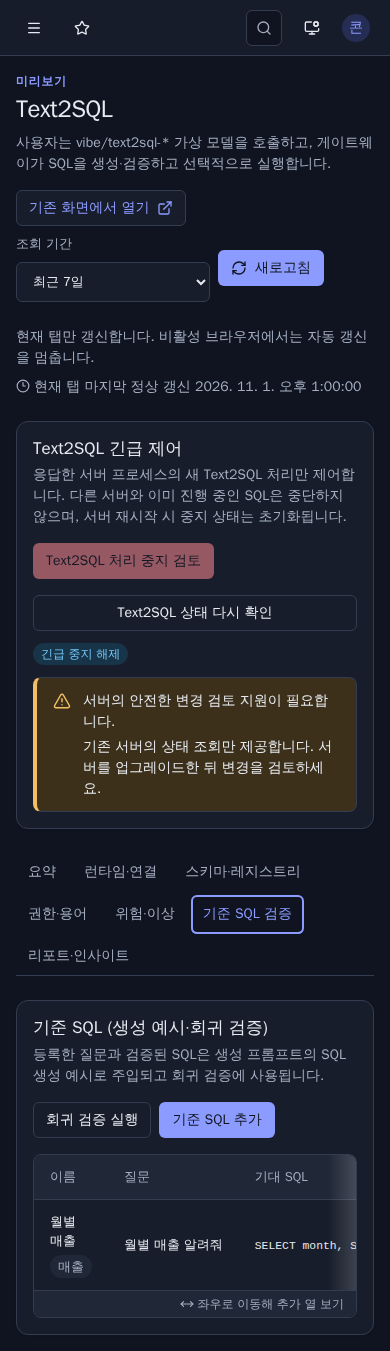 콘
미리보기
Text2SQL
사용자는 vibe/text2sql-* 가상 모델을 호출하고, 게이트웨
이가 SQL을 생성·검증하고 선택적으로 실행합니다.
기존 화면에서 열기
조회 기간
최근 7일
새로고침
현재 탭만 갱신합니다. 비활성 브라우저에서는 자동 갱신
을 멈춥니다.
현재 탭 마지막 정상 갱신 2026. 11. 1. 오후 1:00:00
Text2SQL 긴급 제어
응답한 서버 프로세스의 새 Text2SQL 처리만 제어합
니다. 다른 서버와 이미 진행 중인 SQL은 중단하지
않으며, 서버 재시작 시 중지 상태는 초기화됩니다.
Text2SQL 처리 중지 검토
Text2SQL 상태 다시 확인
긴급 중지 해제
서버의 안전한 변경 검토 지원이 필요합
니다.
기존 서버의 상태 조회만 제공합니다. 서
버를 업그레이드한 뒤 변경을 검토하세
요.
요약 런타임·연결 스키마·레지스트리
권한·용어 위험·이상 기준 SQL 검증
리포트·인사이트
기준 SQL (생성 예시·회귀 검증)
등록한 질문과 검증된 SQL은 생성 프롬프트의 SQL
생성 예시로 주입되고 회귀 검증에 사용됩니다.
회귀 검증 실행 기준 SQL 추가
이름 질문 기대 SQL
월별
매출
매출
월별 매출 알려줘
SELECT month, S
좌우로 이동해 추가 열 보기